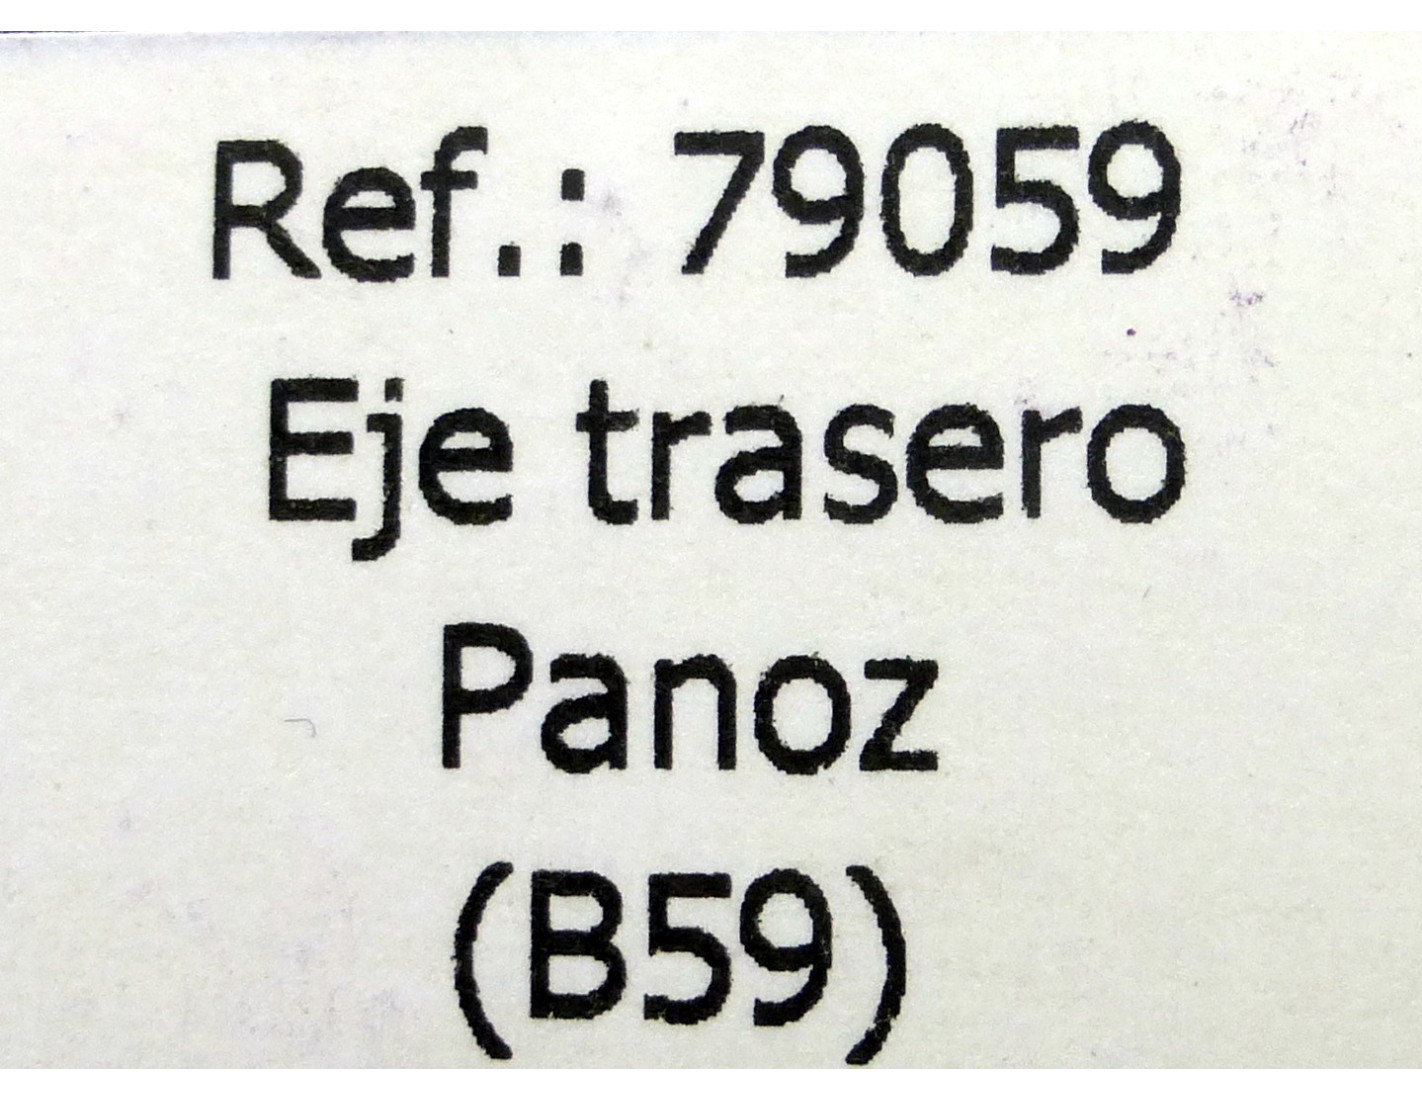 Ref.: 79059
Eje trasero
Panoz
(B59)